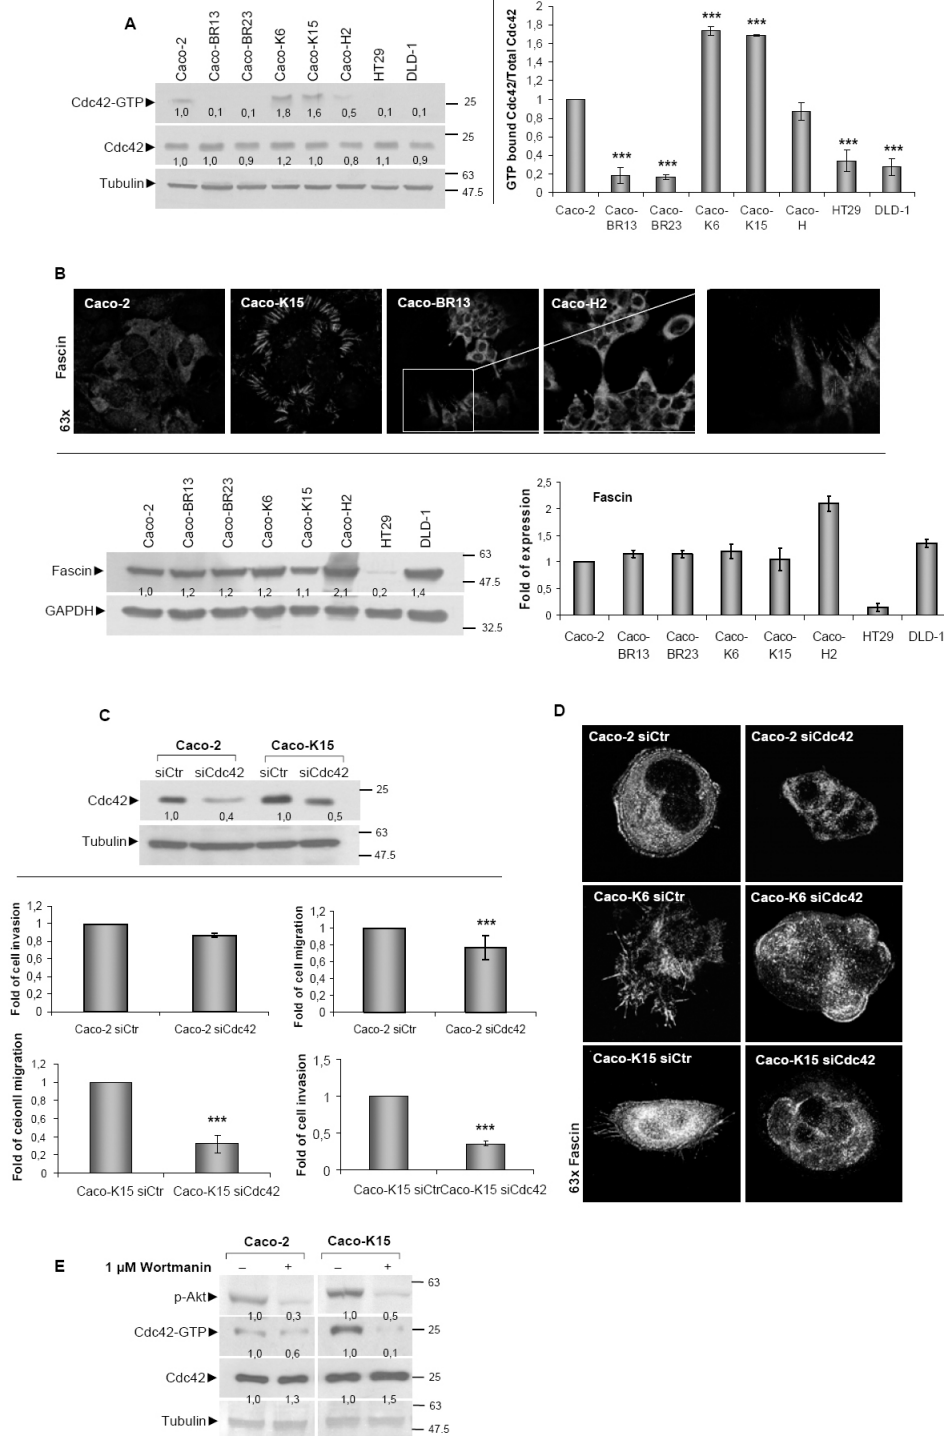 A
Caco-2
Caco-BR13
Caco-BR23
Caco-K6
Caco-K15
Caco-H2
HT29
DLD-1
Cdc42-GTP
25
1,0 0,1 0,1 1,8 1,6 0,5 0,1 0,1
Cdc42
25
1,0 1,0 0,9 1,2 1,0 0,8 1,1 0,9
Tubulin
63
47.5
GTP bound Cdc42/Total Cdc42
2
1,8
1,6
1,4
1,2
1
0,8
0,6
0,4
0,2
0
*** *** *** *** *** ***
Caco-2 Caco-BR13 Caco-BR23 Caco-K6 Caco-K15 Caco-H HT29 DLD-1
B
Fascin
63x
Caco-2 Caco-K15 Caco-BR13 Caco-H2
Caco-2
Caco-BR13
Caco-BR23
Caco-K6
Caco-K15
Caco-H2
HT29
DLD-1
Fascin
63
47.5
1,0 1,2 1,2 1,2 1,1 2,1 0,2 1,4
GAPDH
32.5
Fold of expression
Fascin
2,5
2
1,5
1
0,5
0
Caco-2 Caco-BR13 Caco-BR23 Caco-K6 Caco-K15 Caco-H2 HT29 DLD-1
C
Caco-2 Caco-K15
siCtr siCdc42 siCtr siCdc42
Cdc42
25
1,0 0,4 1,0 0,5
Tubulin
63
47.5
Fold of cell invasion
1,2
1
0,8
0,6
0,4
0,2
0
Caco-2 siCtr Caco-2 siCdc42
Fold of cell migration
1,2
1
0,8
0,6
0,4
0,2
0
***
Caco-2 siCtr Caco-2 siCdc42
Fold of ceionll migration
1,2
1
0,8
0,6
0,4
0,2
0
***
Caco-K15 siCtr Caco-K15 siCdc42
Fold of cell invasion
1,5
1
0,5
0
***
Caco-K15 siCtrCaco-K15 siCdc42
D
Caco-2 siCtr Caco-2 siCdc42
Caco-K6 siCtr Caco-K6 siCdc42
Caco-K15 siCtr Caco-K15 siCdc42
63x Fascin
E
Caco-2 Caco-K15
1 µM Wortmanin – + – +
p-Akt
63
1,0 0,3 1,0 0,5
Cdc42-GTP
25
1,0 0,6 1,0 0,1
Cdc42
25
1,0 1,3 1,0 1,5
Tubulin
63
47.5